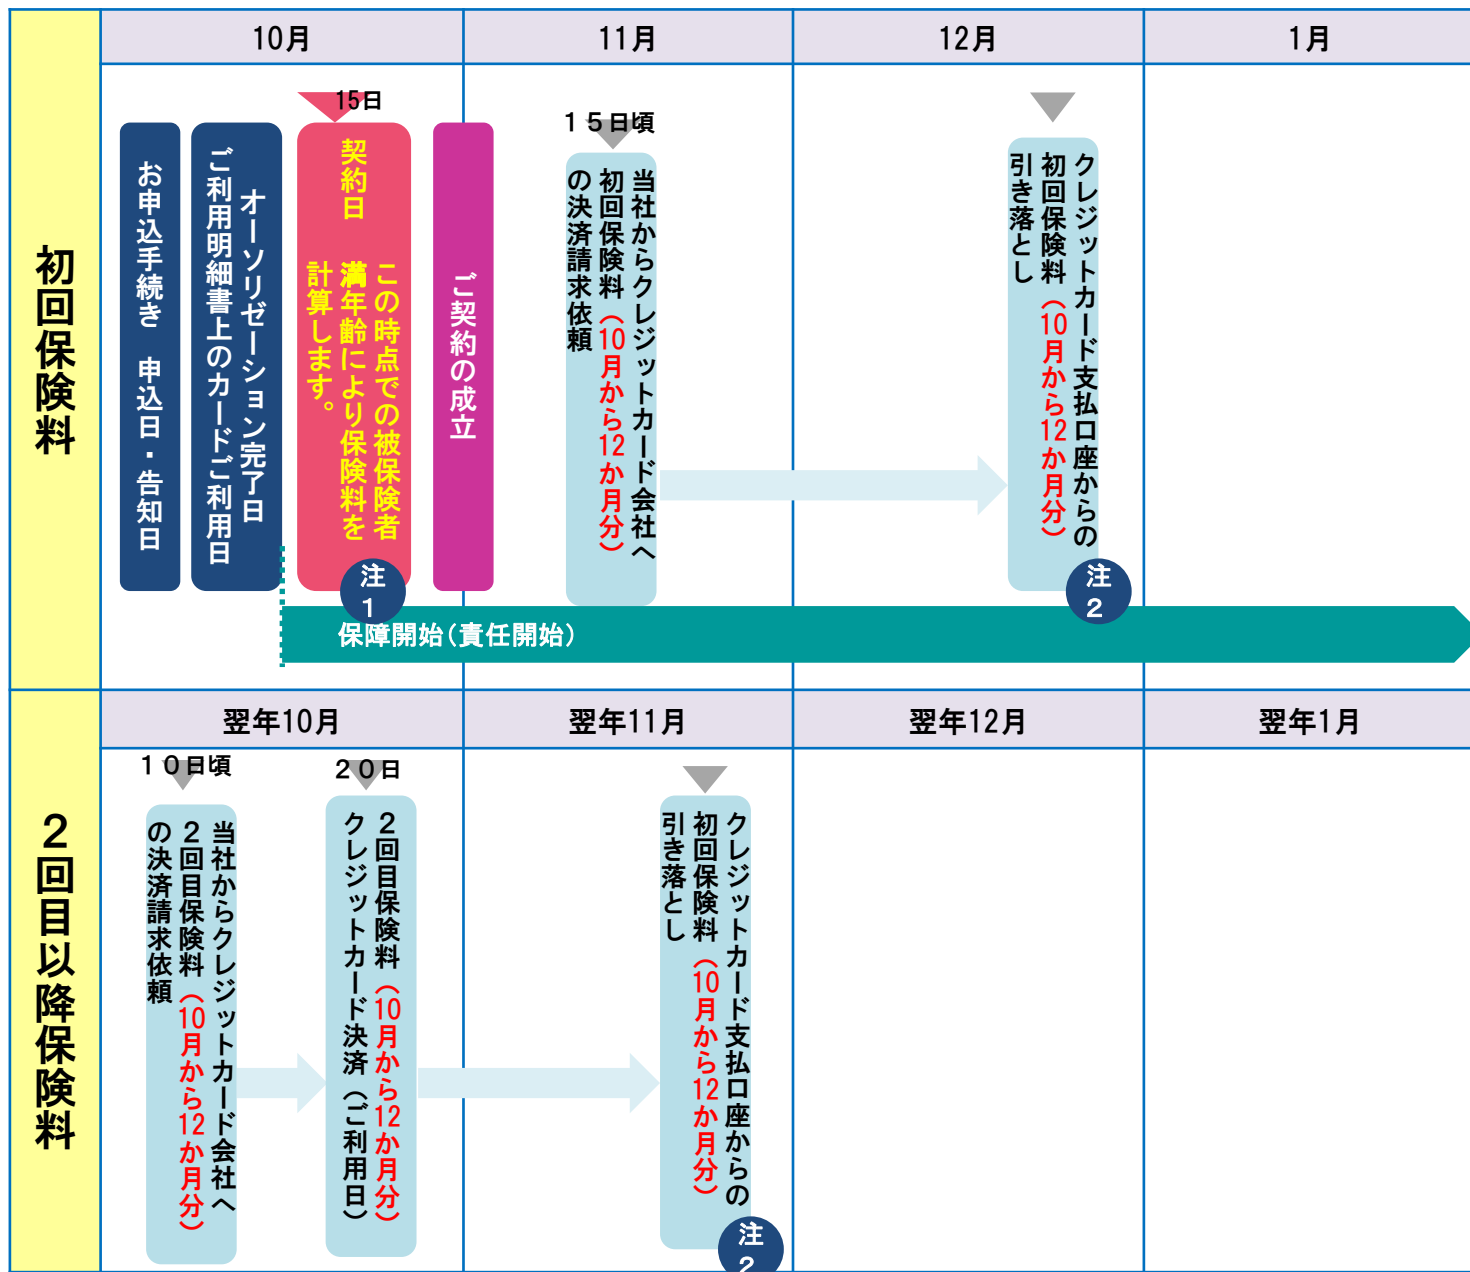 初回保険料
10月
11月
12月
1月
お申込手続き 申込日・告知日
オーソリゼーション完了日
ご利用明細書上のカードご利用日
15日
契約日 この時点での被保険者
満年齢により保険料を
計算します。
注
1
ご契約の成立
15日頃
当社からクレジットカード会社へ
初回保険料(10月から12か月分)
の決済請求依頼
クレジットカード支払口座からの
初回保険料(10月から12か月分)
引き落とし
注
2
保障開始(責任開始)
2回目以降保険料
翌年10月
翌年11月
翌年12月
翌年1月
10日頃
当社からクレジットカード会社へ
2回目保険料(10月から12か月分)
の決済請求依頼
20日
2回目保険料(10月から12か月分)
クレジットカード決済(ご利用日)
クレジットカード支払口座からの
初回保険料(10月から12か月分)
引き落とし
注
2